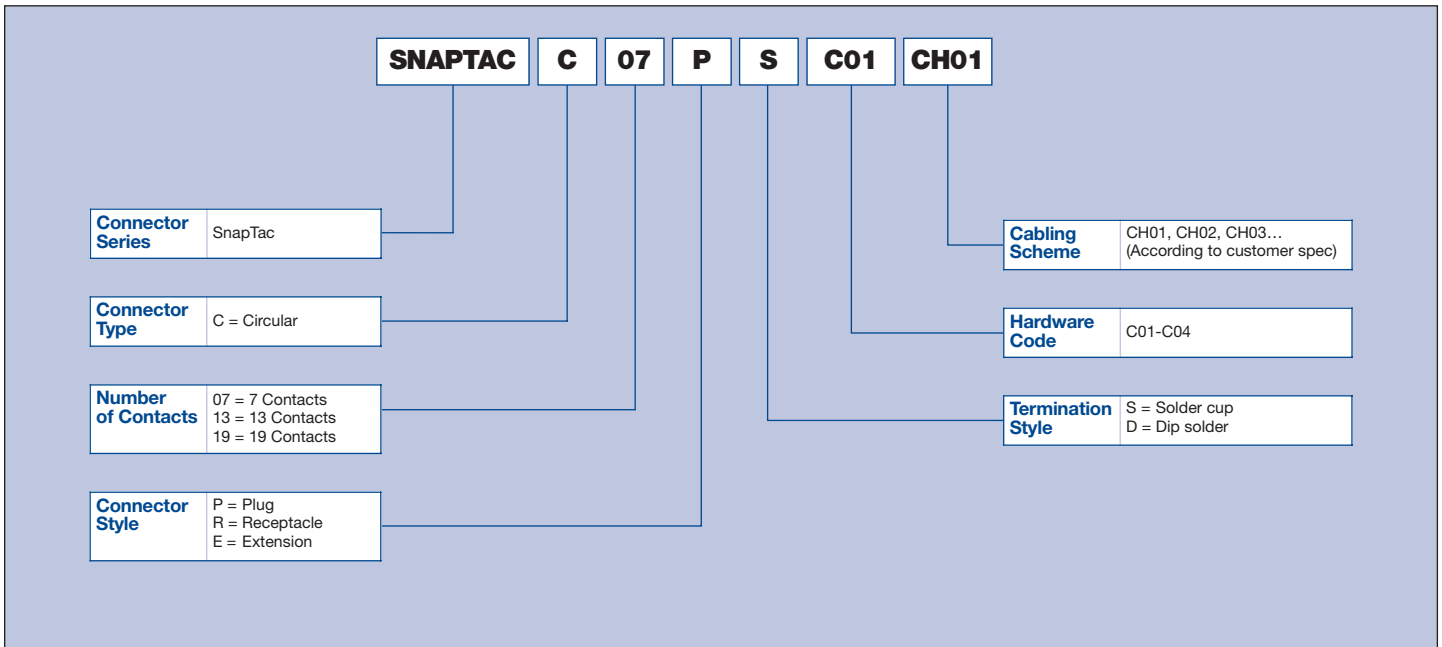 SNAPTAC C 07 P S C01 CH01
Connector
Series
SnapTac
Connector
Type
C = Circular
Number
of Contacts
07 = 7 Contacts
13 = 13 Contacts
19 = 19 Contacts
Connector
Style
P = Plug
R = Receptacle
E = Extension
Cabling
Scheme
CH01, CH02, CH03…
(According to customer spec)
Hardware
Code
C01-C04
Termination
Style
S = Solder cup
D = Dip solder